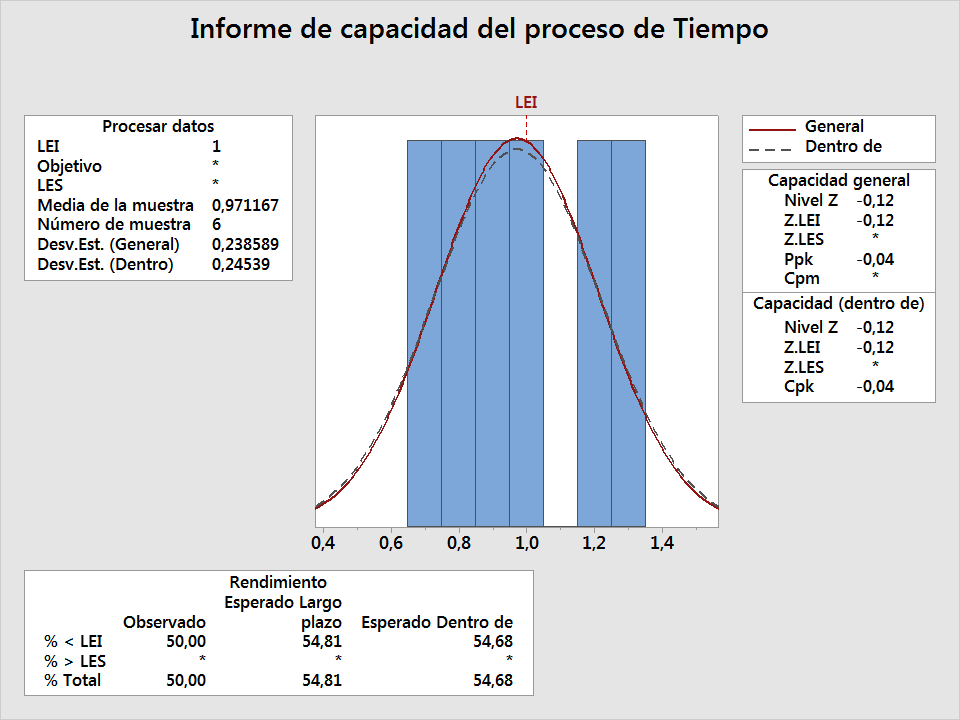 Informe de capacidad del proceso de Tiempo
LEI
Procesar datos
LEI 1
Objetivo *
LES *
Media de la muestra 0,971167
Número de muestra 6
Desv.Est. (General) 0,238589
Desv.Est. (Dentro) 0,24539
General
Dentro de
Capacidad general
Nivel Z -0,12
Z.LEI -0,12
Z.LES *
Ppk -0,04
Cpm *
Capacidad (dentro de)
Nivel Z -0,12
Z.LEI -0,12
Z.LES *
Cpk -0,04
0,4 0,6 0,8 1,0 1,2 1,4
Rendimiento
Esperado Largo
Observado plazo Esperado Dentro de
% < LEI 50,00 54,81 54,68
% > LES * * *
% Total 50,00 54,81 54,68